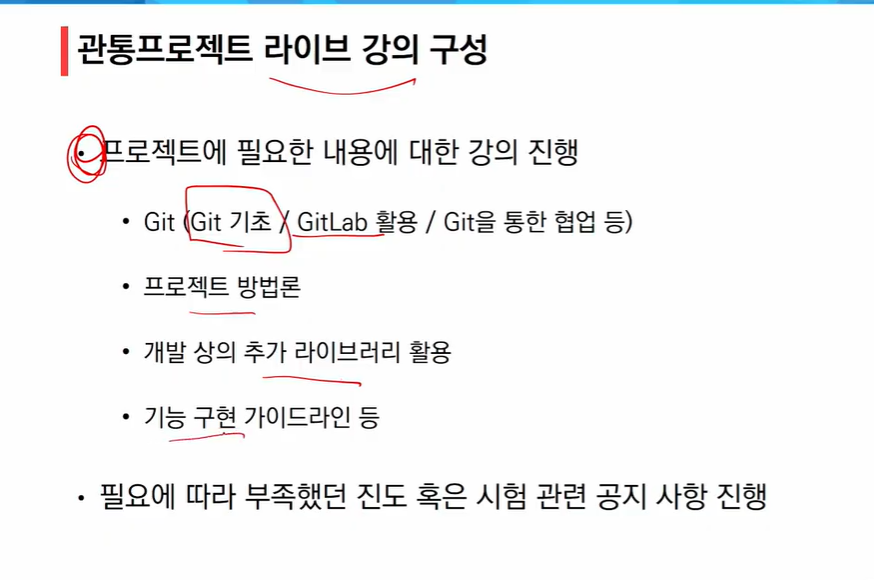 관통프로젝트 라이브 강의 구성
• 프로젝트에 필요한 내용에 대한 강의 진행
• Git (Git 기초 / GitLab 활용 / Git을 통한 협업 등)
• 프로젝트 방법론
• 개발 상의 추가 라이브러리 활용
• 기능 구현 가이드라인 등
• 필요에 따라 부족했던 진도 혹은 시험 관련 공지 사항 진행